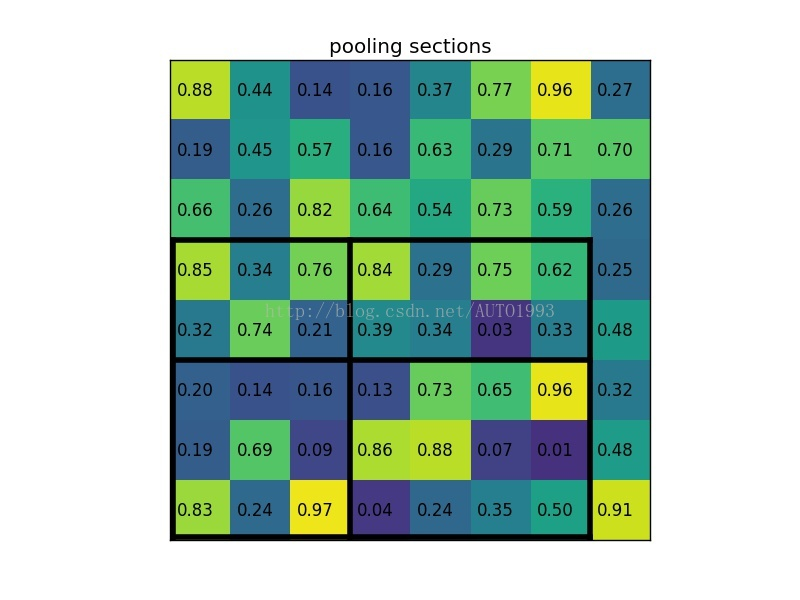 pooling sections
0.88 0.44 0.14 0.16 0.37 0.77 0.96 0.27
0.19 0.45 0.57 0.16 0.63 0.29 0.71 0.70
0.66 0.26 0.82 0.64 0.54 0.73 0.59 0.26
0.85 0.34 0.76 0.84 0.29 0.75 0.62 0.25
http://blog.csdn.net/AUTO1993
0.32 0.74 0.21 0.39 0.34 0.03 0.33 0.48
0.20 0.14 0.16 0.13 0.73 0.65 0.96 0.32
0.19 0.69 0.09 0.86 0.88 0.07 0.01 0.48
0.83 0.24 0.97 0.04 0.24 0.35 0.50 0.91